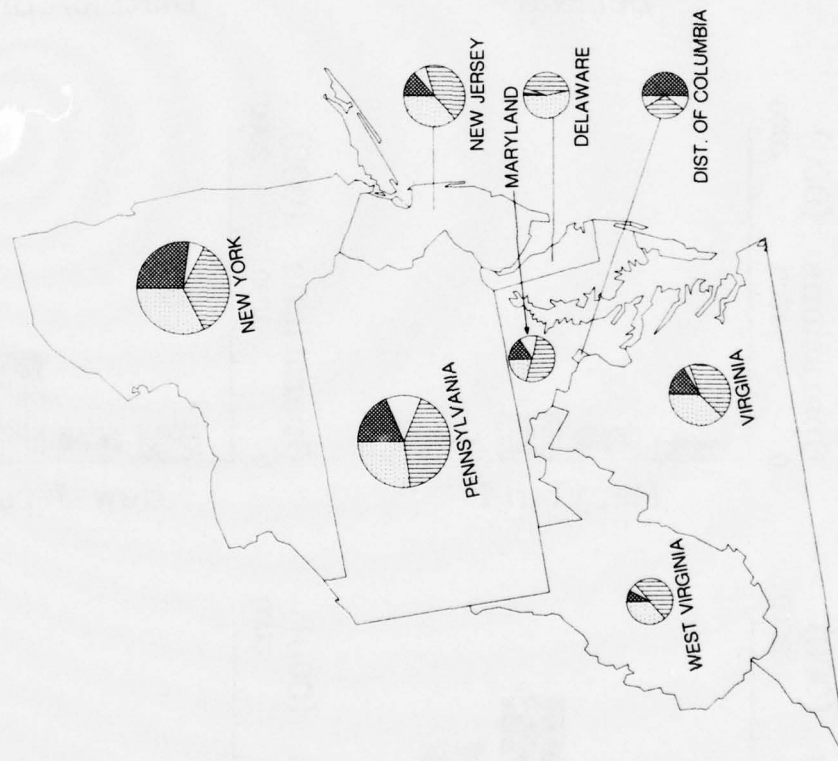 NEW YORK
NEW JERSEY
PENNSYLVANIA
MARYLAND
DELAWARE
DIST. OF COLUMBIA
WEST VIRGINIA
VIRGINIA